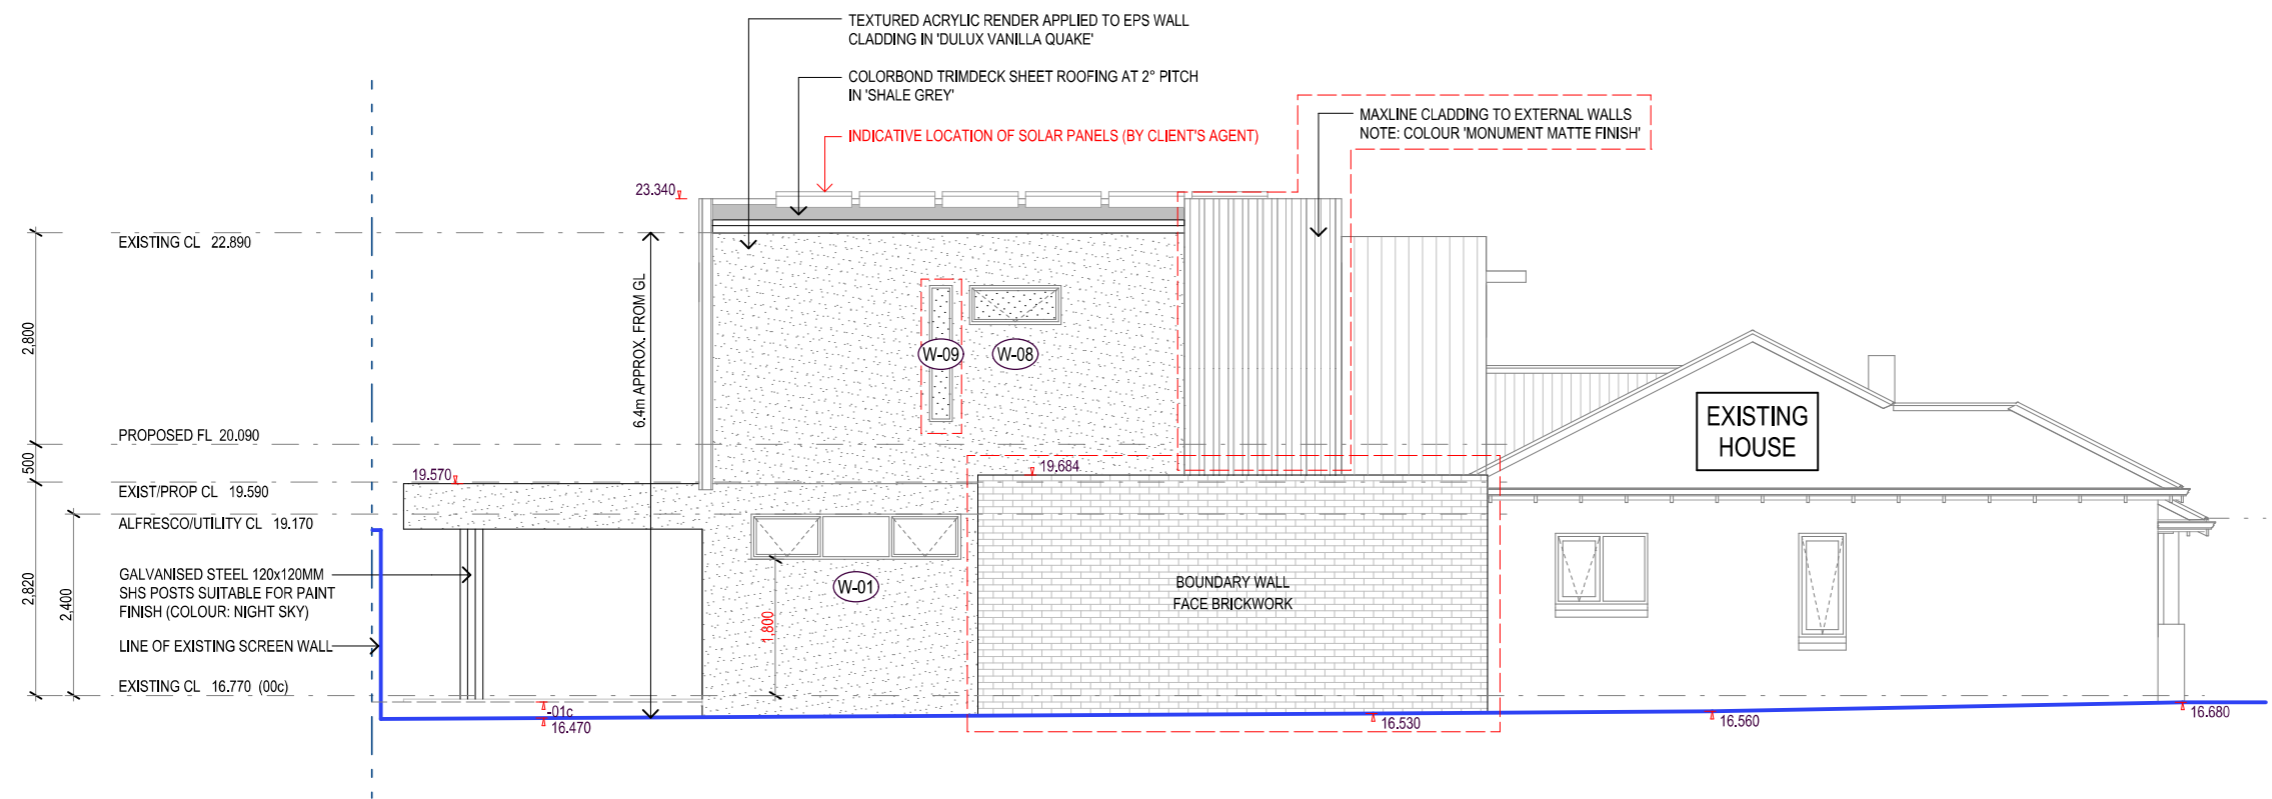 TEXTURED ACRYLIC RENDER APPLIED TO EPS WALL
CLADDING IN 'DULUX VANILLA QUAKE'
COLORBOND TRIMDECK SHEET ROOFING AT 2° PITCH
IN 'SHALE GREY'
INDICATIVE LOCATION OF SOLAR PANELS (BY CLIENT'S AGENT)
MAXLINE CLADDING TO EXTERNAL WALLS
NOTE: COLOUR 'MONUMENT MATTE FINISH'
23.340
EXISTING CL 22.890
2,800
6.4m APPROX. FROM GL
W-09
W-08
EXISTING
HOUSE
PROPOSED FL 20.090
500
19.570
19.684
EXIST/PROP CL 19.590
ALFRESCO/UTILITY CL 19.170
GALVANISED STEEL 120x120MM
SHS POSTS SUITABLE FOR PAINT
FINISH (COLOUR: NIGHT SKY)
2,820
2,400
W-01
1,800
BOUNDARY WALL
FACE BRICKWORK
LINE OF EXISTING SCREEN WALL
EXISTING CL 16.770 (00c)
-01c
16.470
16.530
16.560
16.680